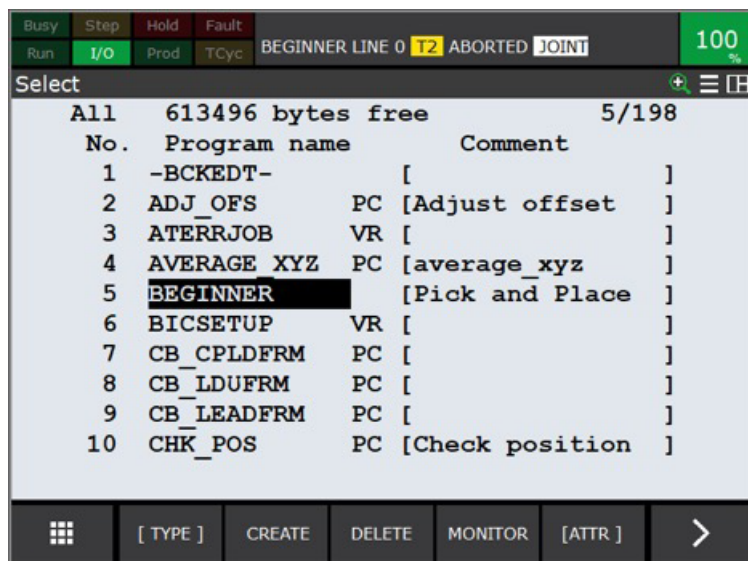 Busy Step Hold Fault
Run I/O Prod TCyc
BEGINNER LINE 0 T2 ABORTED JOINT
100
%
Select
All 613496 bytes free 5/198
No. Program name Comment
1 -BCKEDT- [ ]
2 ADJ_OFS PC [Adjust offset ]
3 ATERRJOB VR [ ]
4 AVERAGE_XYZ PC [average_xyz ]
5 BEGINNER [Pick and Place ]
6 BICSETUP VR [ ]
7 CB_CPLDFRM PC [ ]
8 CB_LDUFRM PC [ ]
9 CB_LEADFRM PC [ ]
10 CHK_POS PC [Check position ]
[ TYPE ] CREATE DELETE MONITOR [ATTR ] >